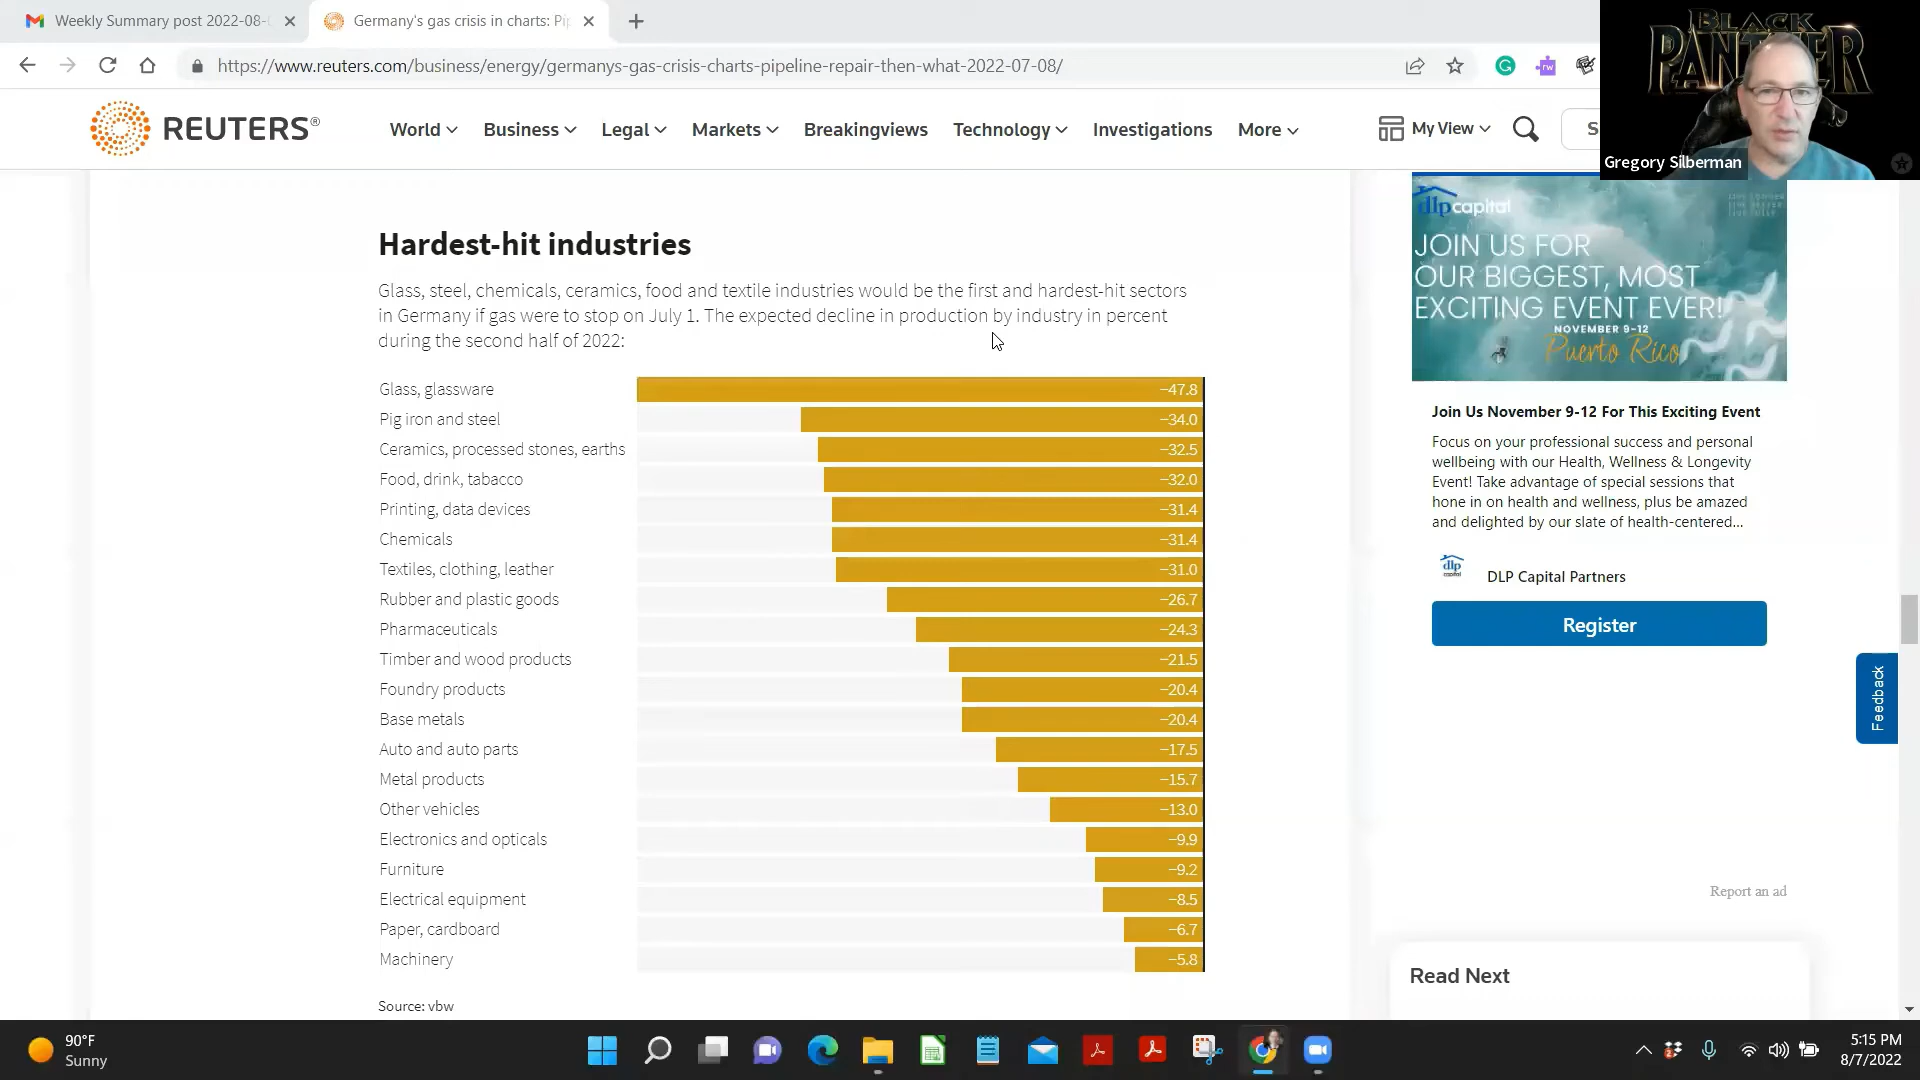 Weekly Summary post 2022-08-
Germany's gas crisis in charts: Pi
https://www.reuters.com/business/energy/germanys-gas-crisis-charts-pipeline-repair-then-what-2022-07-08/
BLACK
PANTHER
Gregory Silberman
REUTERS®
World
Business
Legal
Markets
Breakingviews
Technology
Investigations
More
My View
S
Hardest-hit industries
Glass, steel, chemicals, ceramics, food and textile industries would be the first and hardest-hit sectors
in Germany if gas were to stop on July 1. The expected decline in production by industry in percent
during the second half of 2022:
Glass, glassware −47.8
Pig iron and steel −34.0
Ceramics, processed stones, earths −32.5
Food, drink, tabacco −32.0
Printing, data devices −31.4
Chemicals −31.4
Textiles, clothing, leather −31.0
Rubber and plastic goods −26.7
Pharmaceuticals −24.3
Timber and wood products −21.5
Foundry products −20.4
Base metals −20.4
Auto and auto parts −17.5
Metal products −15.7
Other vehicles −13.0
Electronics and opticals −9.9
Furniture −9.2
Electrical equipment −8.5
Paper, cardboard −6.7
Machinery −5.8
Source: vbw
dlp capital
JOIN US FOR
OUR BIGGEST, MOST
EXCITING EVENT EVER!
NOVEMBER 9-12
Puerto Rico
Join Us November 9-12 For This Exciting Event
Focus on your professional success and personal
wellbeing with our Health, Wellness & Longevity
Event! Take advantage of special sessions that
hone in on health and wellness, plus be amazed
and delighted by our slate of health-centered...
dlp
capital
DLP Capital Partners
Register
Feedback
Report an ad
Read Next
90°F
Sunny
5:15 PM
8/7/2022